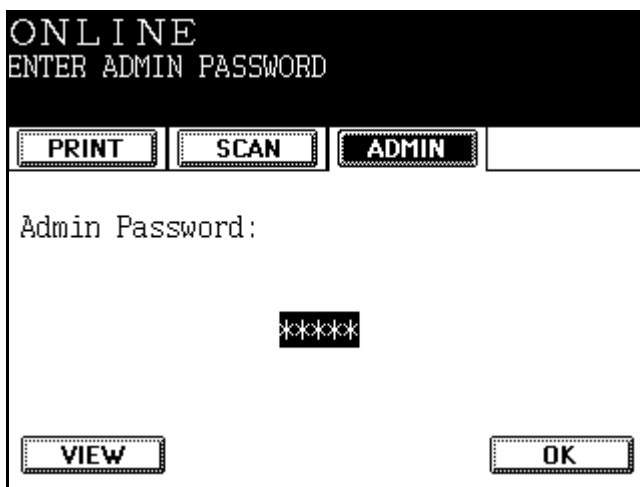 ONLINE
ENTER ADMIN PASSWORD
PRINT SCAN ADMIN
Admin Password:
*****
VIEW OK